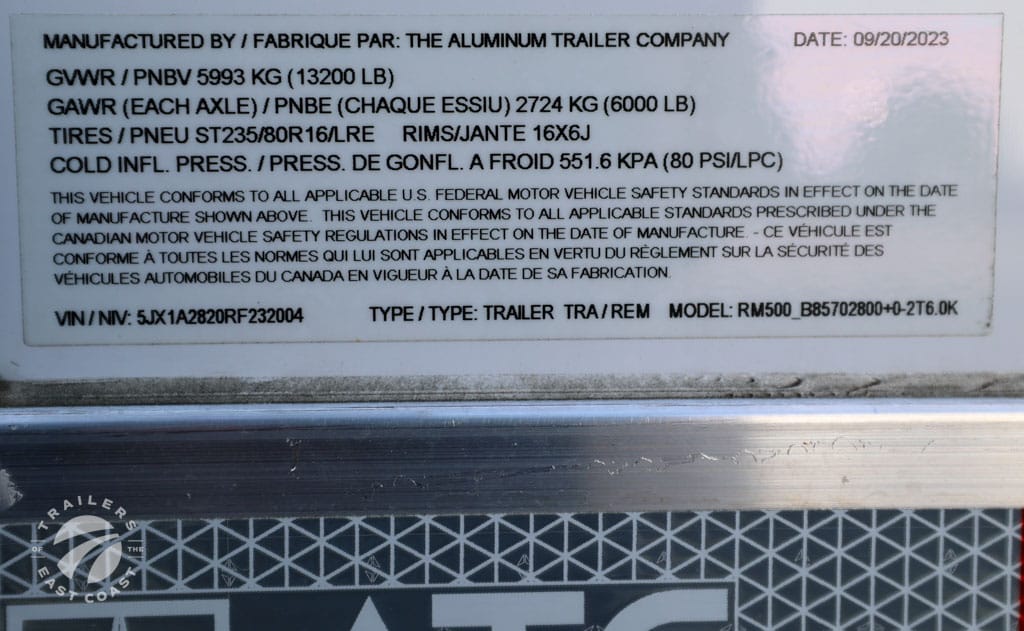 MANUFACTURED BY / FABRIQUE PAR: THE ALUMINUM TRAILER COMPANY DATE: 09/20/2023
GVWR / PNBV 5993 KG (13200 LB)
GAWR (EACH AXLE) / PNBE (CHAQUE ESSIU) 2724 KG (6000 LB)
TIRES / PNEU ST235/80R16/LRE RIMS/JANTE 16X6J
COLD INFL. PRESS. / PRESS. DE GONFL. A FROID 551.6 KPA (80 PSI/LPC)
THIS VEHICLE CONFORMS TO ALL APPLICABLE U.S. FEDERAL MOTOR VEHICLE SAFETY STANDARDS IN EFFECT ON THE DATE
OF MANUFACTURE SHOWN ABOVE. THIS VEHICLE CONFORMS TO ALL APPLICABLE STANDARDS PRESCRIBED UNDER THE
CANADIAN MOTOR VEHICLE SAFETY REGULATIONS IN EFFECT ON THE DATE OF MANUFACTURE. - CE VÉHICULE EST
CONFORME À TOUTES LES NORMES QUI LUI SONT APPLICABLES EN VERTU DU RÈGLEMENT SUR LA SÉCURITÉ DES
VÉHICULES AUTOMOBILES DU CANADA EN VIGUEUR À LA DATE DE SA FABRICATION.
VIN / NIV: 5JX1A2820RF232004 TYPE / TYPE: TRAILER TRA / REM MODEL: RM500_B85702800+0-2T6.0K
TRAILERS
OF THE
EAST COAST
ATC